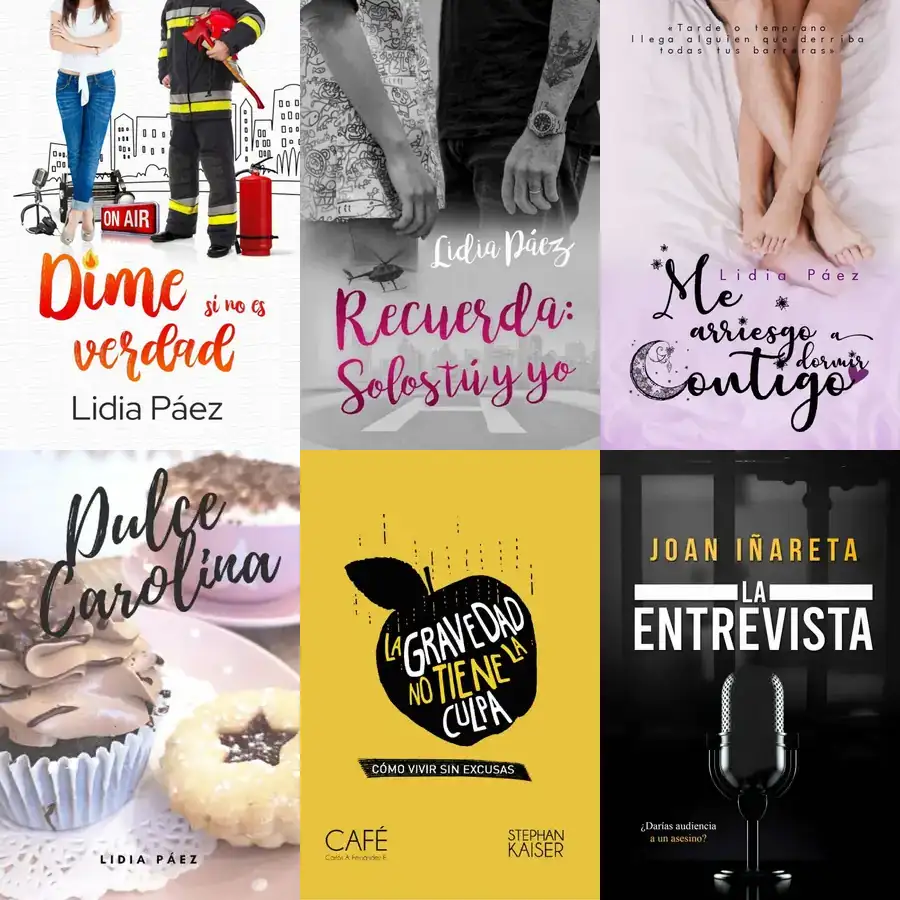 ON AIR
Dime si no es
verdad
Lidia Páez
Lidia Páez
Recuerda:
Solos tú y yo
«Tarde o temprano
llega alguien que derriba
todas tus barreras»
Lidia Páez
Me
arriesgo a
dormir
Contigo
Dulce
Carolina
LIDIA PÁEZ
LA
GRAVEDAD
NO TIENE LA
CULPA
CÓMO VIVIR SIN EXCUSAS
CAFÉ
Carlos A. Fernández F.
STEPHAN
KAISER
JOAN IÑARETA
LA
ENTREVISTA
¿Darías audiencia
a un asesino?